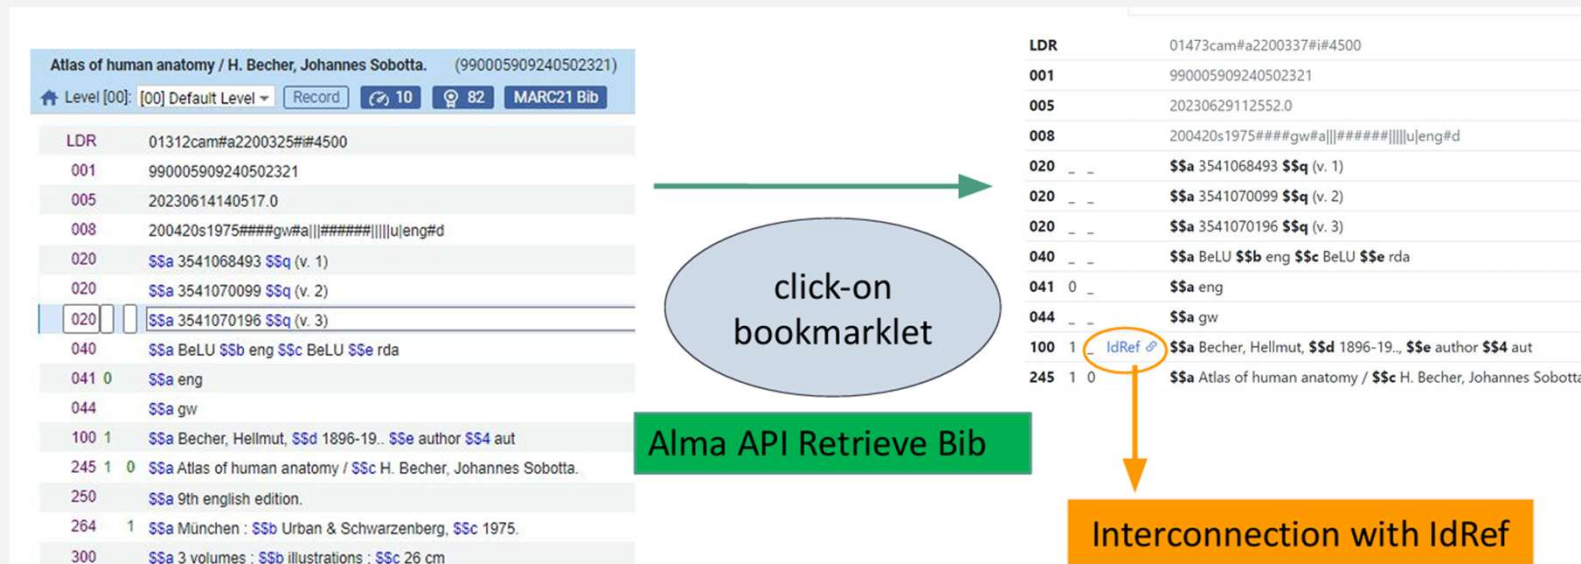 Atlas of human anatomy / H. Becher, Johannes Sobotta. (990005909240502321)
Level [00]: [00] Default Level Record 10 82 MARC21 Bib
LDR 01312cam#a2200325#i#4500
001 990005909240502321
005 20230614140517.0
008 200420s1975####gw#a|||######|||||u|eng#d
020 $$a 3541068493 $$q (v. 1)
020 $$a 3541070099 $$q (v. 2)
020 $$a 3541070196 $$q (v. 3)
040 $$a BeLU $$b eng $$c BeLU $$e rda
041 0 $$a eng
044 $$a gw
100 1 $$a Becher, Hellmut, $$d 1896-19.. $$e author $$4 aut
245 1 0 $$a Atlas of human anatomy / $$c H. Becher, Johannes Sobotta.
250 $$a 9th english edition.
264 1 $$a München : $$b Urban & Schwarzenberg, $$c 1975.
300 $$a 3 volumes : $$b illustrations ; $$c 26 cm
click-on
bookmarklet
Alma API Retrieve Bib
LDR 01473cam#a2200337#i#4500
001 990005909240502321
005 20230629112552.0
008 200420s1975####gw#a|||######|||||u|eng#d
020 _ _ $$a 3541068493 $$q (v. 1)
020 _ _ $$a 3541070099 $$q (v. 2)
020 _ _ $$a 3541070196 $$q (v. 3)
040 _ _ $$a BeLU $$b eng $$c BeLU $$e rda
041 0 _ $$a eng
044 _ _ $$a gw
100 1 _ IdRef $$a Becher, Hellmut, $$d 1896-19.., $$e author $$4 aut
245 1 0 $$a Atlas of human anatomy / $$c H. Becher, Johannes Sobotta
Interconnection with IdRef